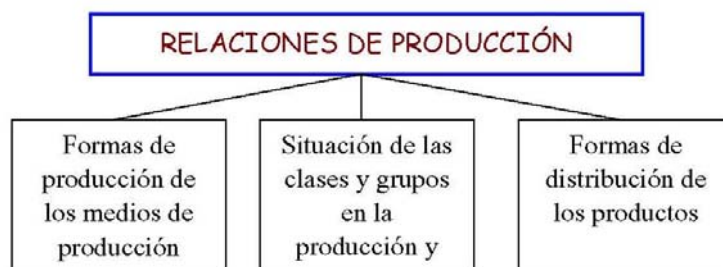 RELACIONES DE PRODUCCIÓN
Formas de
producción de
los medios de
producción
Situación de las
clases y grupos
en la
producción y
Formas de
distribución de
los productos